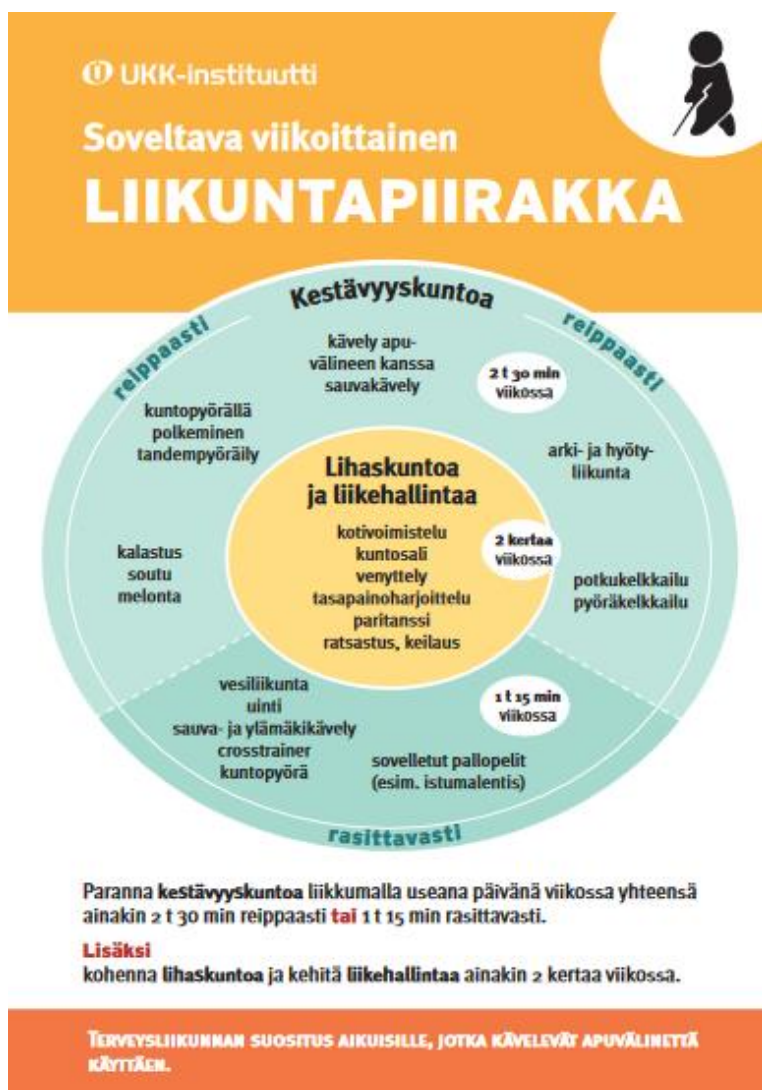 UKK-instituutti
Soveltava viikoittainen
LIIKUNTAPIIRAKKA
Kestävyyskuntoa
reippaasti
reippaasti
kävely apu-
välineen kanssa
sauvakävely
2 t 30 min
viikossa
kuntopyörällä
polkeminen
tandempyöräily
arki- ja hyöty-
liikunta
Lihaskuntoa
ja liikehallintaa
kotivoimistelu
kuntosali
venyttely
tasapainoharjoittelu
paritanssi
ratsastus, keilaus
2 kertaa
viikossa
kalastus
soutu
melonta
potkukelkkailu
pyöräkelkkailu
vesiliikunta
uinti
sauva- ja ylämäkikävely
crosstrainer
kuntopyörä
1 t 15 min
viikossa
sovelletut pallopelit
(esim. istumalentis)
rasittavasti
Paranna kestävyyskuntoa liikkumalla useana päivänä viikossa yhteensä
ainakin 2 t 30 min reippaasti tai 1 t 15 min rasittavasti.
Lisäksi
kohenna lihaskuntoa ja kehitä liikehallintaa ainakin 2 kertaa viikossa.
TERVEYSLIIKUNNAN SUOSITUS AIKUISILLE, JOTKA KÄVELEVÄT APUVÄLINETTÄ
KÄYTTÄEN.